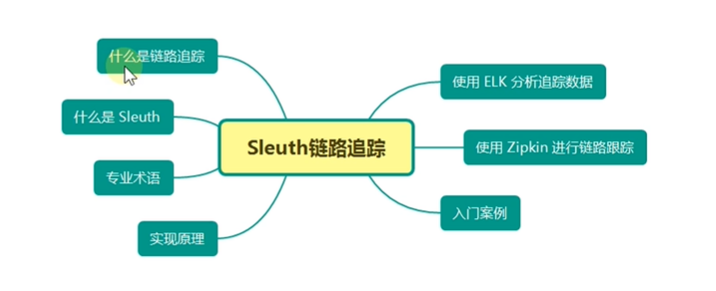 什么是链路追踪
什么是 Sleuth
专业术语
实现原理
Sleuth链路追踪
使用 ELK 分析追踪数据
使用 Zipkin 进行链路跟踪
入门案例